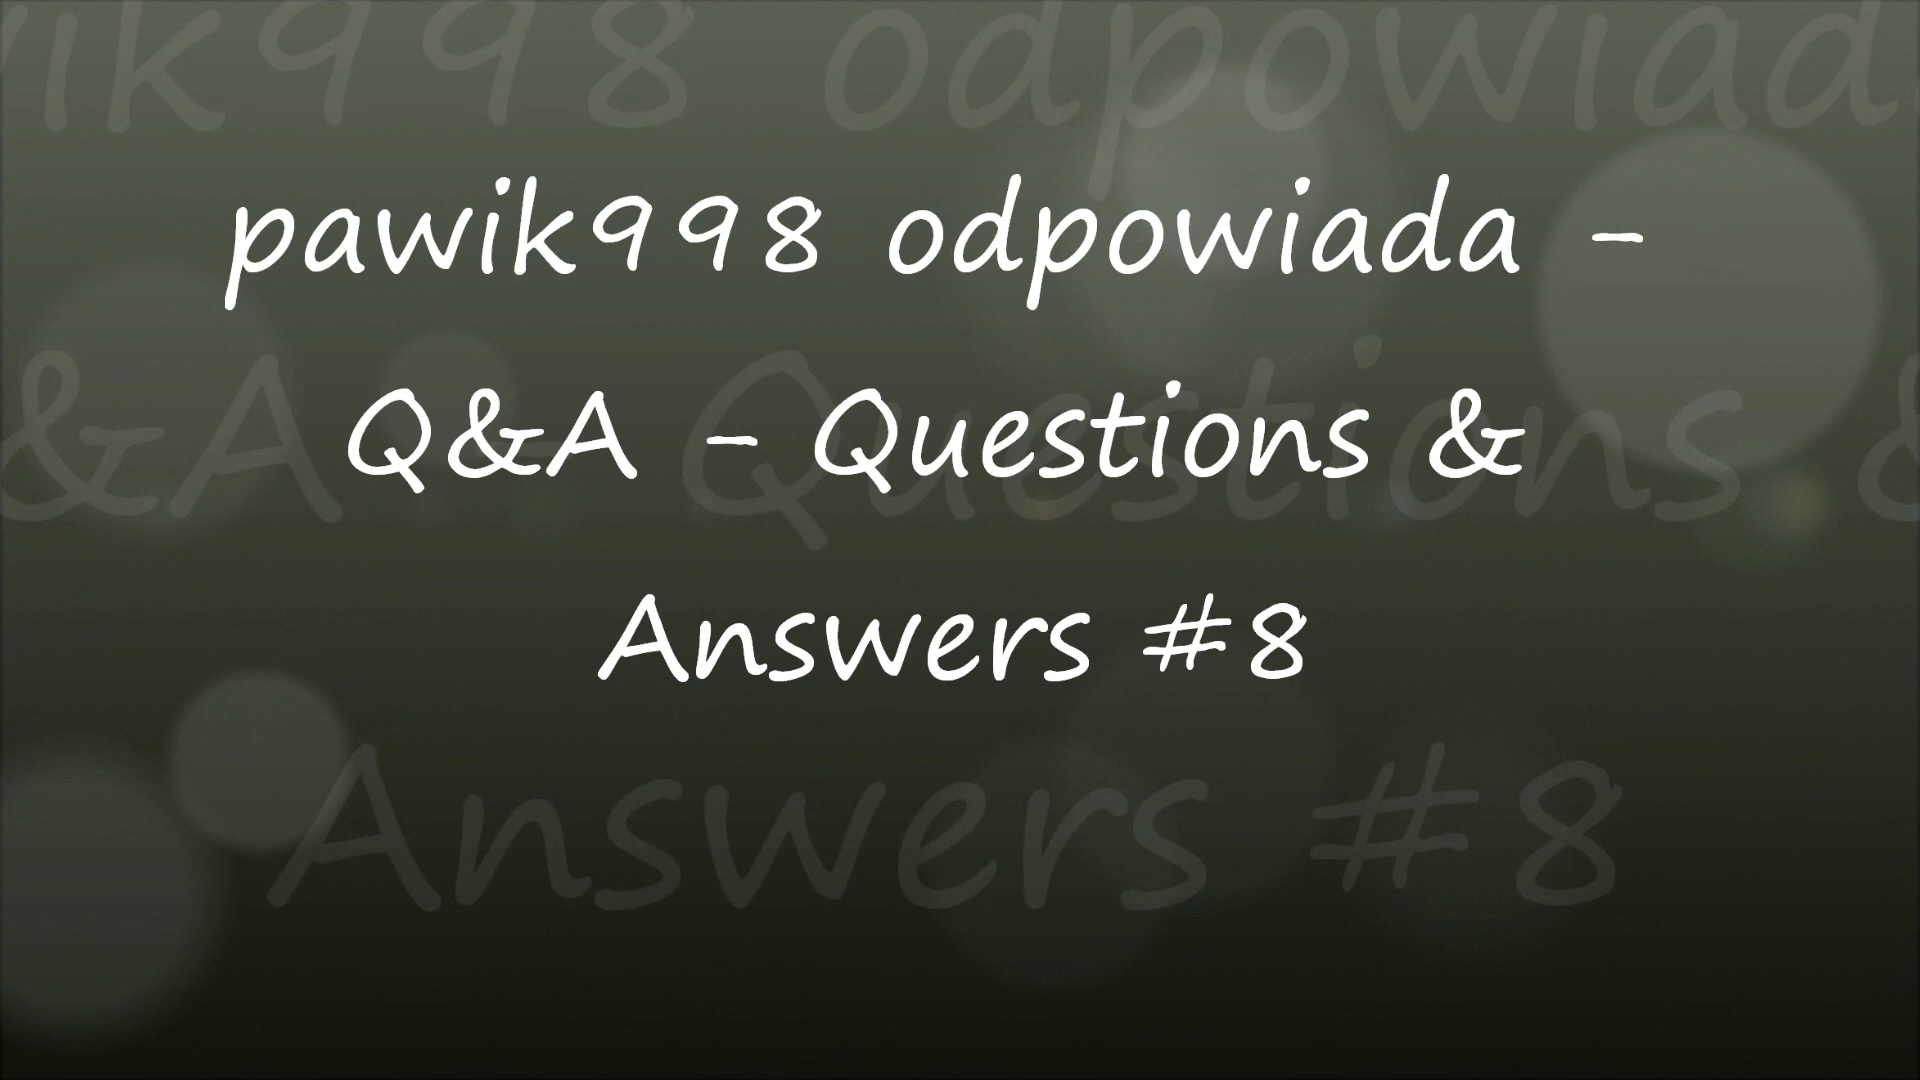 pawik998 odpowiada -
Q&A - Questions &
Answers #8